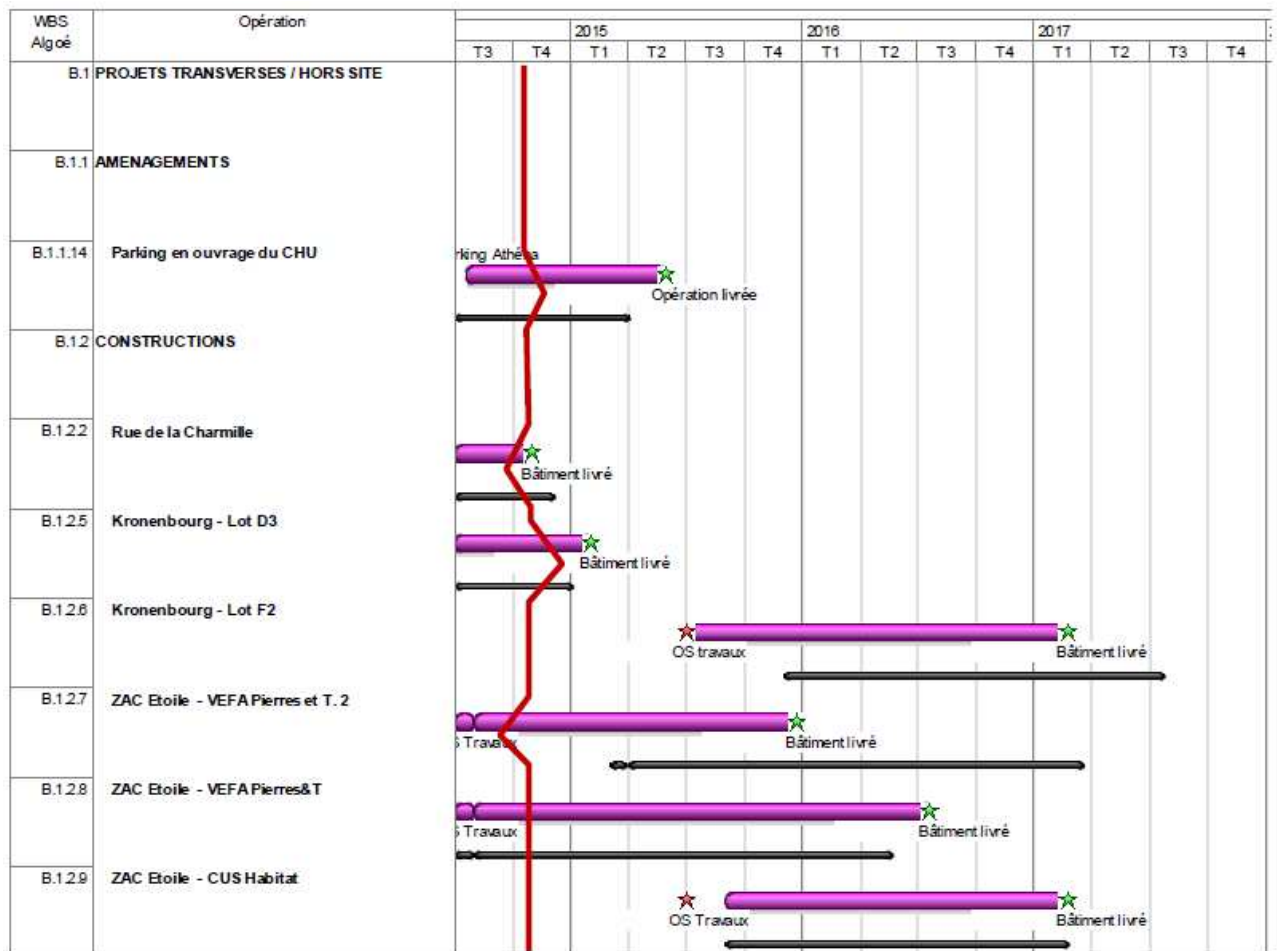 WBS Opération
Algoé
2015 2016 2017
T3 T4 T1 T2 T3 T4 T1 T2 T3 T4 T1 T2 T3 T4
B.1 PROJETS TRANSVERSES / HORS SITE
B.1.1 AMENAGEMENTS
B.1.1.14 Parking en ouvrage du CHU
rking Athéna
Opération livrée
B.1.2 CONSTRUCTIONS
B.1.2.2 Rue de la Charmille
Bâtiment livré
B.1.2.5 Kronenbourg - Lot D3
Bâtiment livré
B.1.2.6 Kronenbourg - Lot F2
OS travaux Bâtiment livré
B.1.2.7 ZAC Etoile - VEFA Pierres et T. 2
S Travaux Bâtiment livré
B.1.2.8 ZAC Etoile - VEFA Pierres&T
S Travaux Bâtiment livré
B.1.2.9 ZAC Etoile - CUS Habitat
OS Travaux Bâtiment livré